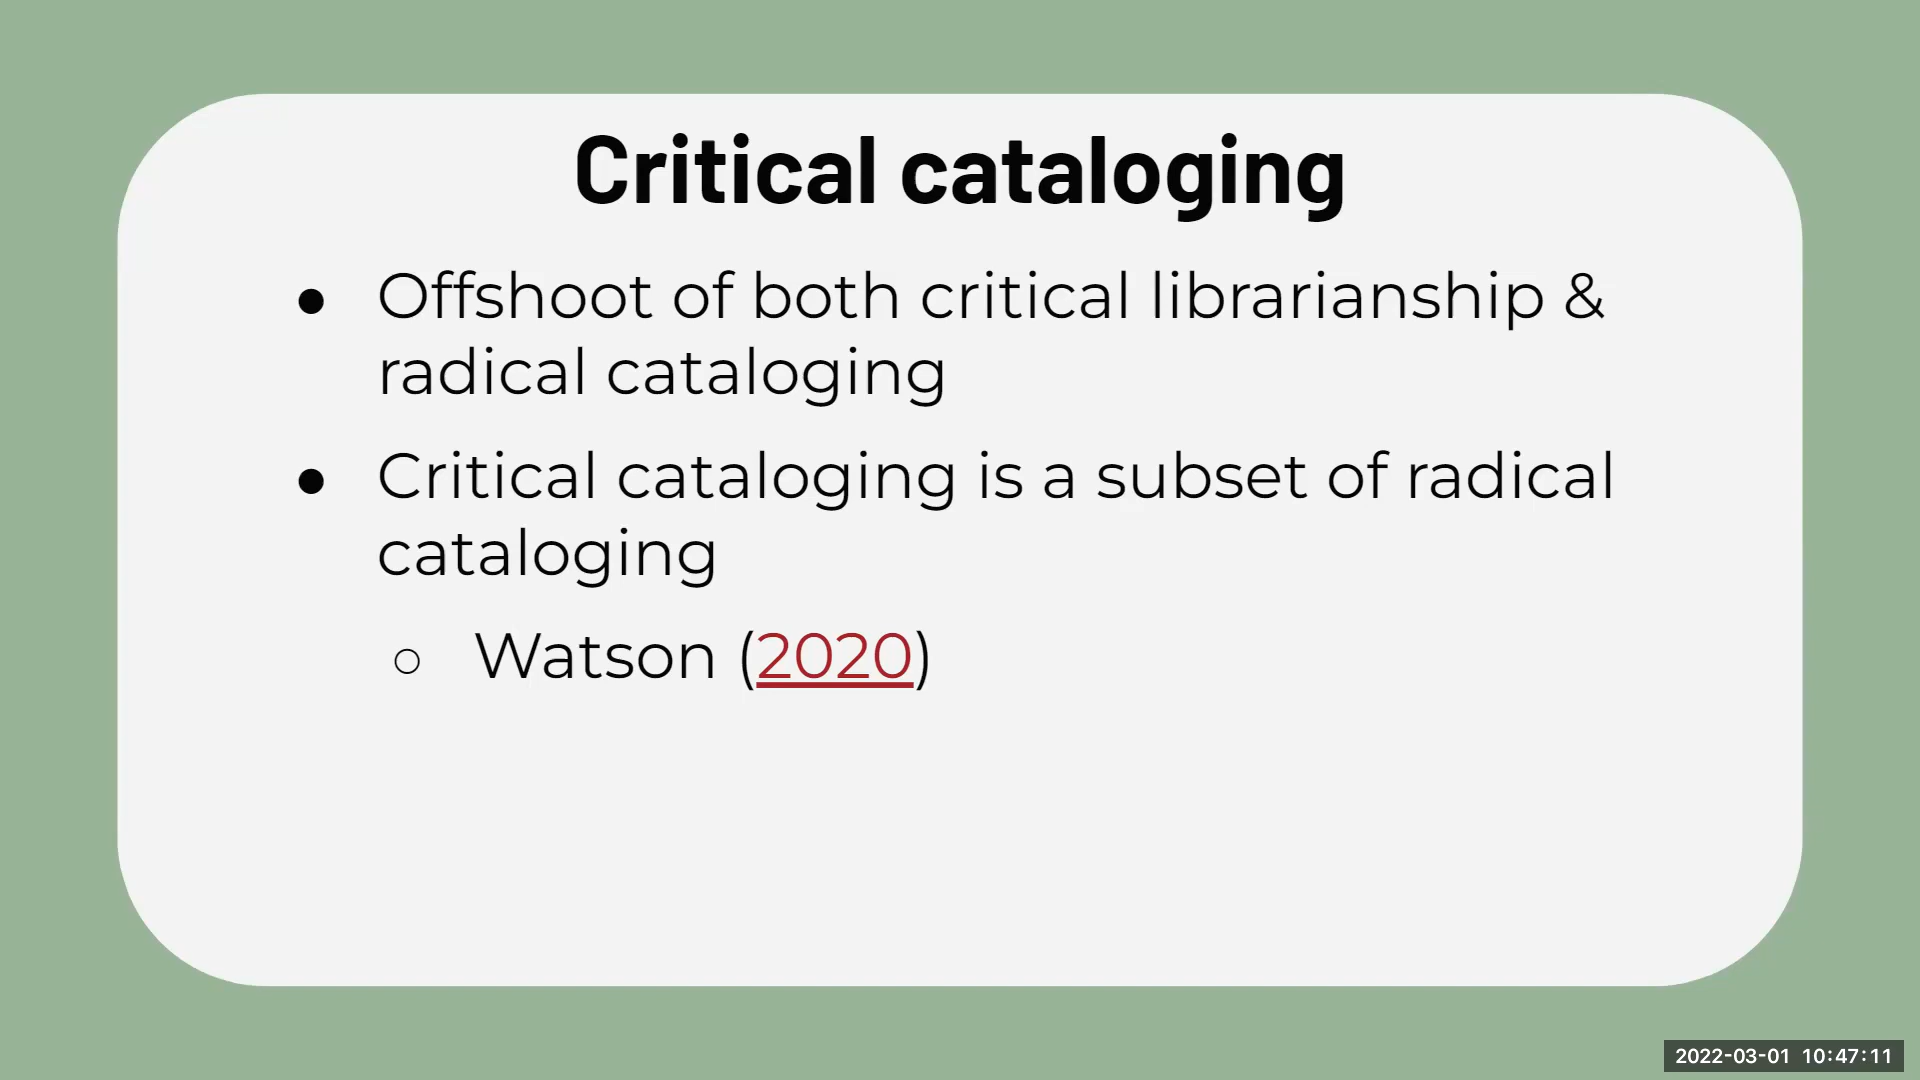 Critical cataloging
● Offshoot of both critical librarianship &
radical cataloging
● Critical cataloging is a subset of radical
cataloging
○ Watson (2020)
2022-03-01 10:47:11